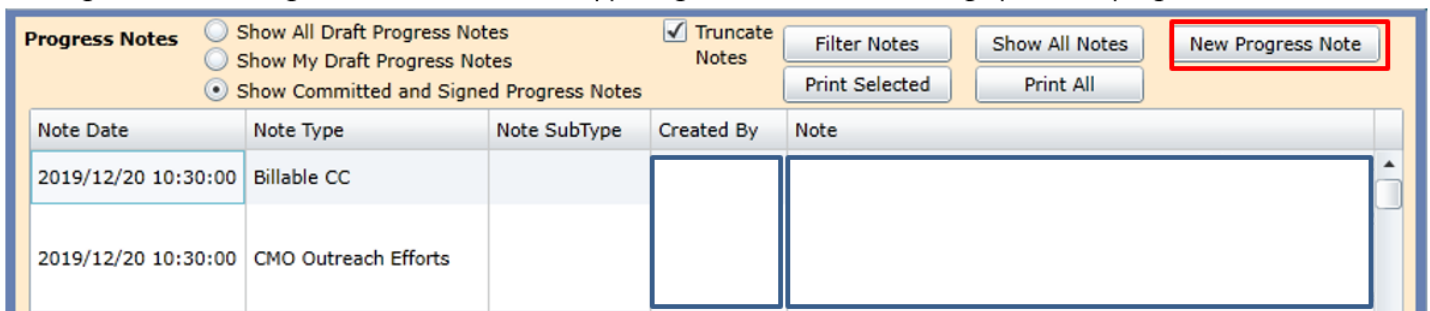 Progress Notes
Show All Draft Progress Notes
Show My Draft Progress Notes
Show Committed and Signed Progress Notes
Truncate
Notes
Filter Notes Show All Notes New Progress Note
Print Selected Print All
Note Date Note Type Note SubType Created By Note
2019/12/20 10:30:00 Billable CC
2019/12/20 10:30:00 CMO Outreach Efforts